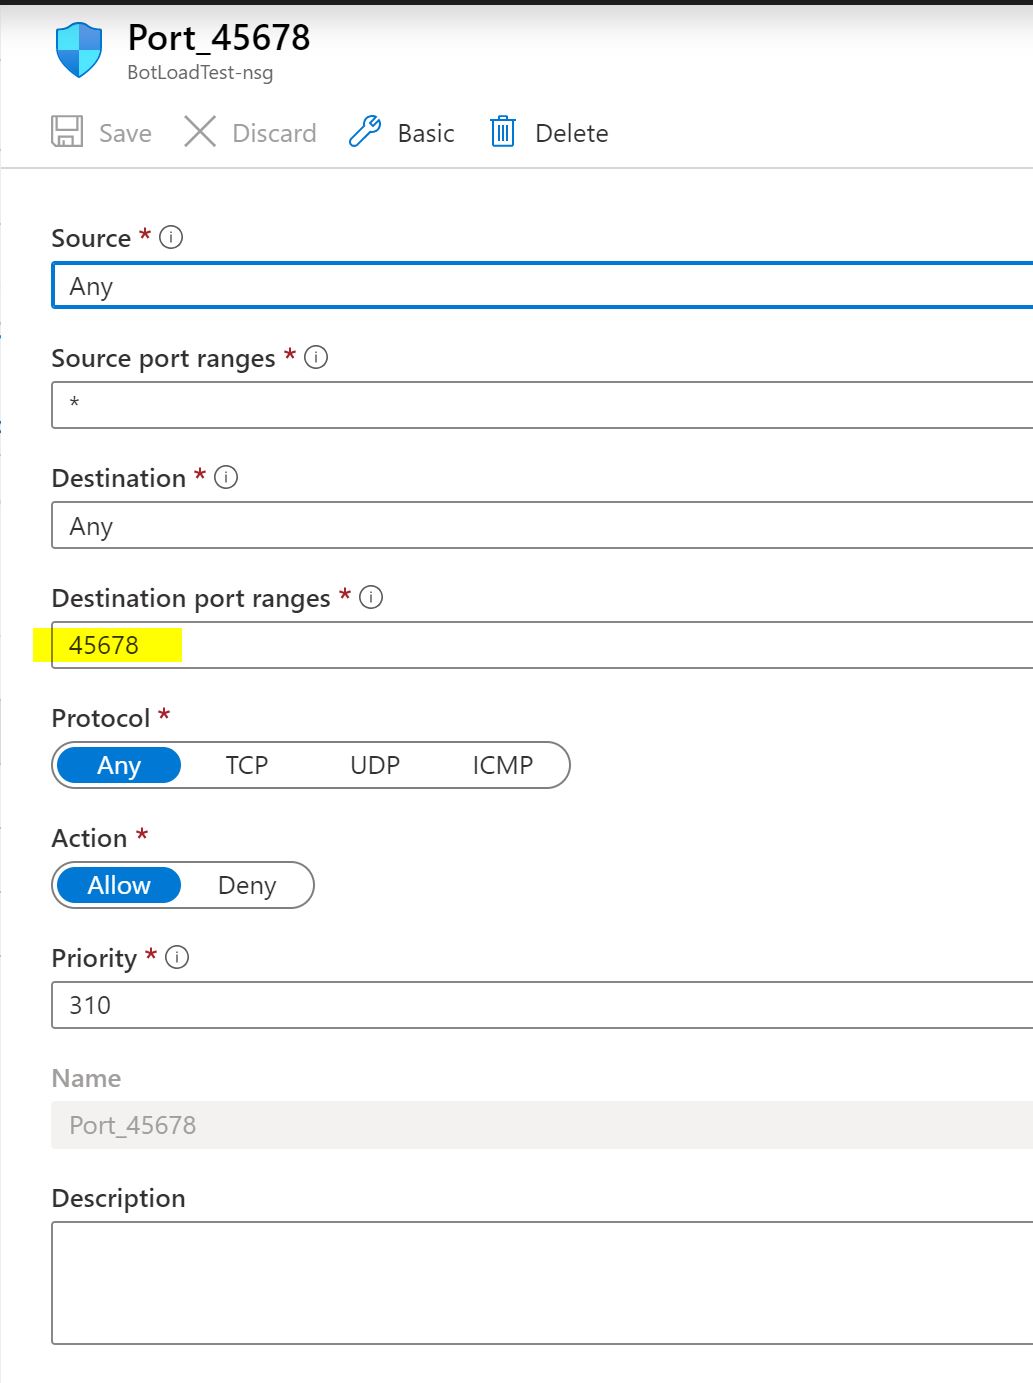 Port_45678
BotLoadTest-nsg
Save Discard Basic Delete
Source *
Any
Source port ranges *
*
Destination *
Any
Destination port ranges *
45678
Protocol *
Any TCP UDP ICMP
Action *
Allow Deny
Priority *
310
Name
Port_45678
Description